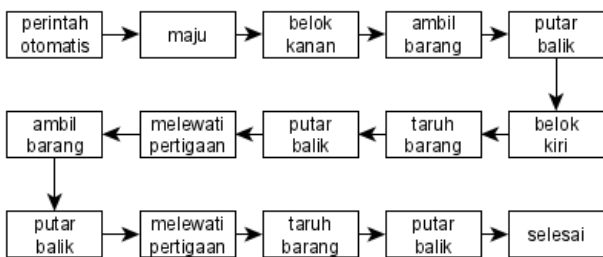 perintah
otomatis
maju
belok
kanan
ambil
barang
putar
balik
ambil
barang
melewati
pertigaan
putar
balik
taruh
barang
belok
kiri
putar
balik
melewati
pertigaan
taruh
barang
putar
balik
selesai